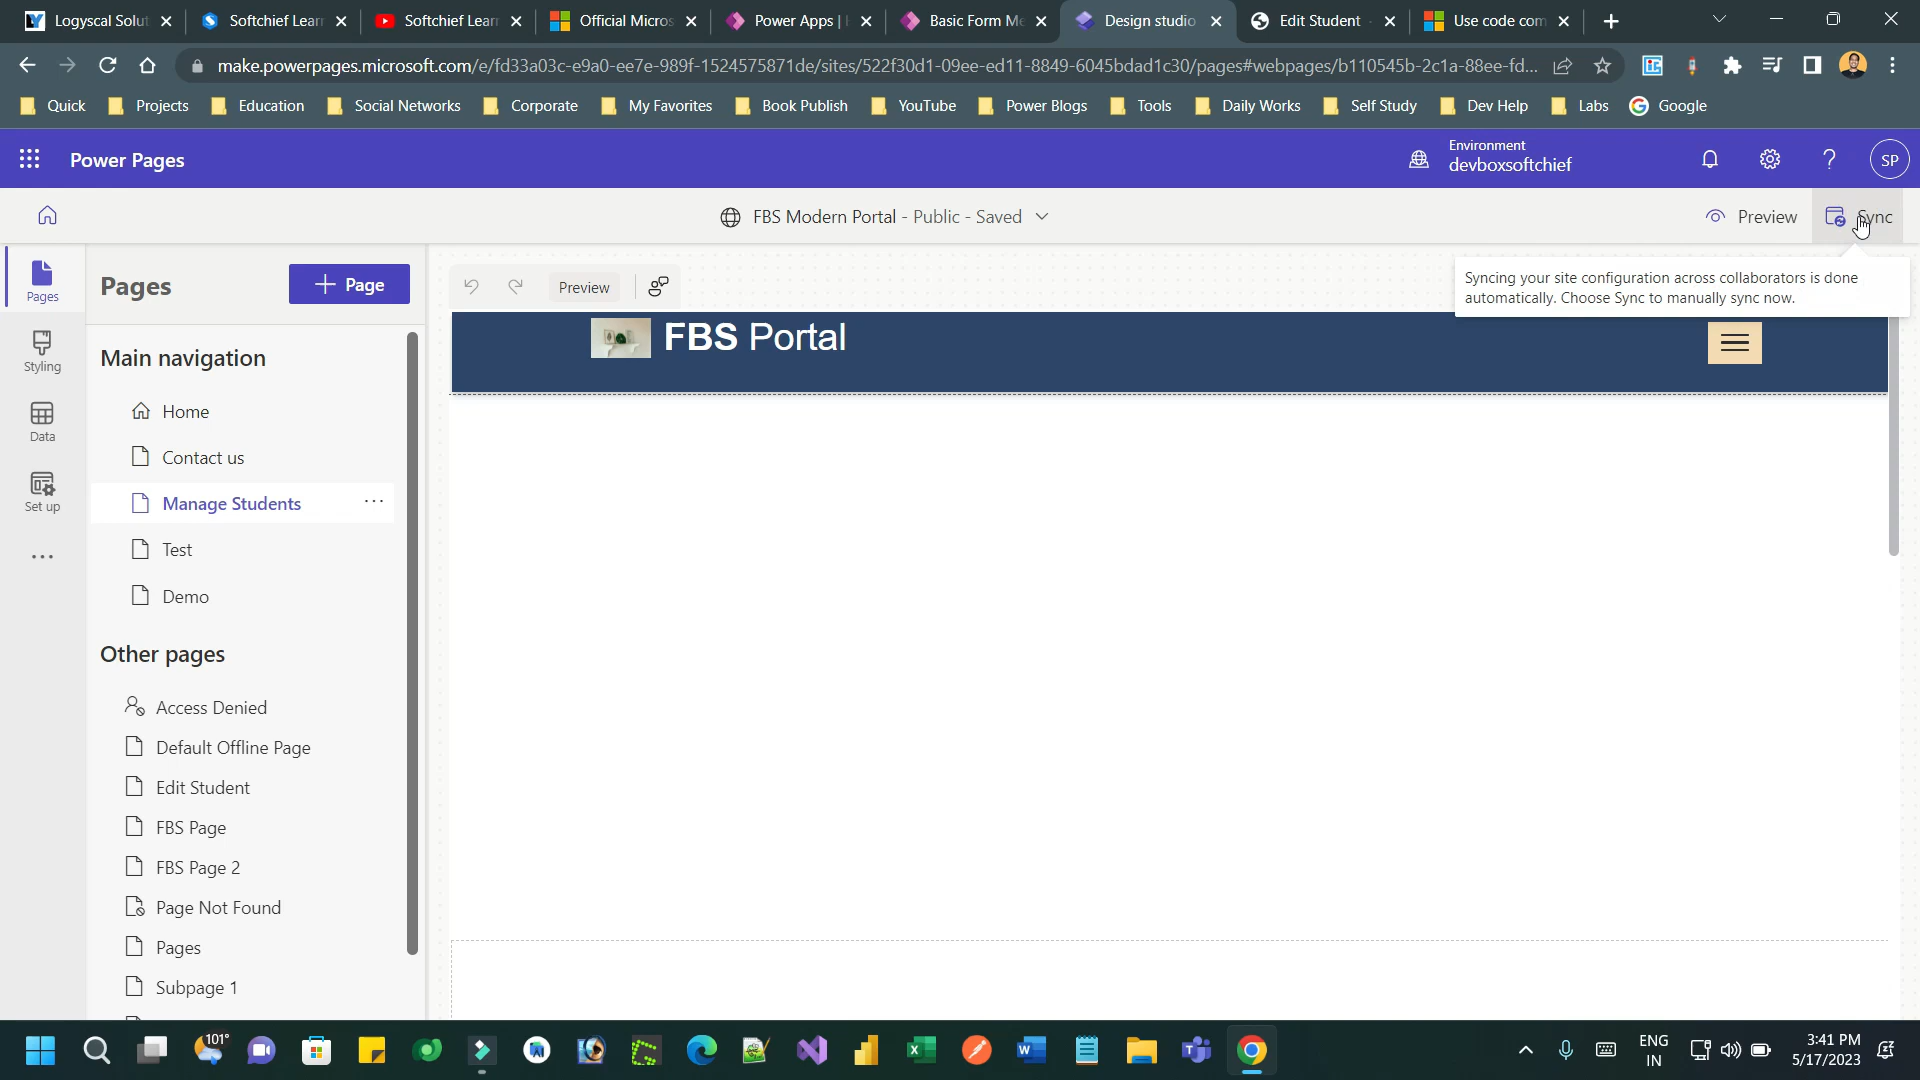 Logyscal Solut
Softchief Lear
Softchief Lear
Official Micros
Power Apps |
Basic Form Me
Design studio
Edit Student
Use code com
make.powerpages.microsoft.com/e/fd33a03c-e9a0-ee7e-989f-1524575871de/sites/522f30d1-09ee-ed11-8849-6045bdad1c30/pages#webpages/b110545b-2c1a-88ee-fd...
Quick
Projects
Education
Social Networks
Corporate
My Favorites
Book Publish
YouTube
Power Blogs
Tools
Daily Works
Self Study
Dev Help
Labs
Google
Power Pages
Environment
devboxsoftchief
SP
FBS Modern Portal - Public - Saved
Preview
Sync
Syncing your site configuration across collaborators is done
automatically. Choose Sync to manually sync now.
Pages
Styling
Data
Set up
Pages
Page
Main navigation
Home
Contact us
Manage Students
Test
Demo
Other pages
Access Denied
Default Offline Page
Edit Student
FBS Page
FBS Page 2
Page Not Found
Pages
Subpage 1
Preview
FBS Portal
101°
ENG
IN
3:41 PM
5/17/2023